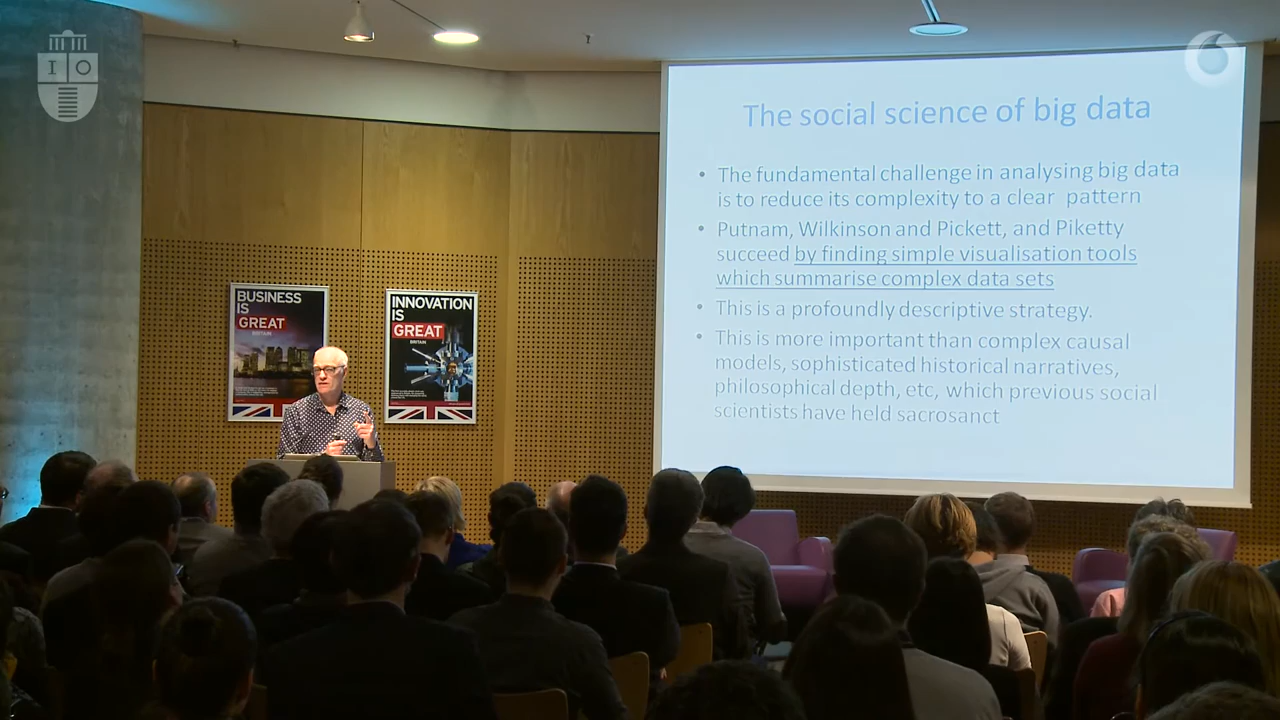 I O
The social science of big data
• The fundamental challenge in analysing big data
is to reduce its complexity to a clear pattern
• Putnam, Wilkinson and Pickett, and Piketty
succeed by finding simple visualisation tools
which summarise complex data sets
• This is a profoundly descriptive strategy.
• This is more important than complex causal
models, sophisticated historical narratives,
philosophical depth, etc, which previous social
scientists have held sacrosanct
BUSINESS
IS
GREAT
BRITAIN
INNOVATION
IS
GREAT
BRITAIN